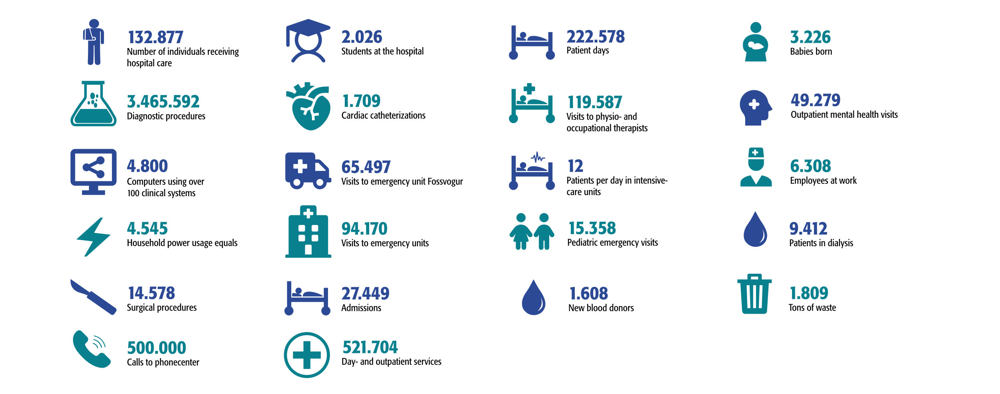 132.877
Number of individuals receiving
hospital care
2.026
Students at the hospital
222.578
Patient days
3.226
Babies born
3.465.592
Diagnostic procedures
1.709
Cardiac catheterizations
119.587
Visits to physio- and
occupational therapists
49.279
Outpatient mental health visits
4.800
Computers using over
100 clinical systems
65.497
Visits to emergency unit Fossvogur
12
Patients per day in intensive-
care units
6.308
Employees at work
4.545
Household power usage equals
94.170
Visits to emergency units
15.358
Pediatric emergency visits
9.412
Patients in dialysis
14.578
Surgical procedures
27.449
Admissions
1.608
New blood donors
1.809
Tons of waste
500.000
Calls to phonecenter
521.704
Day- and outpatient services